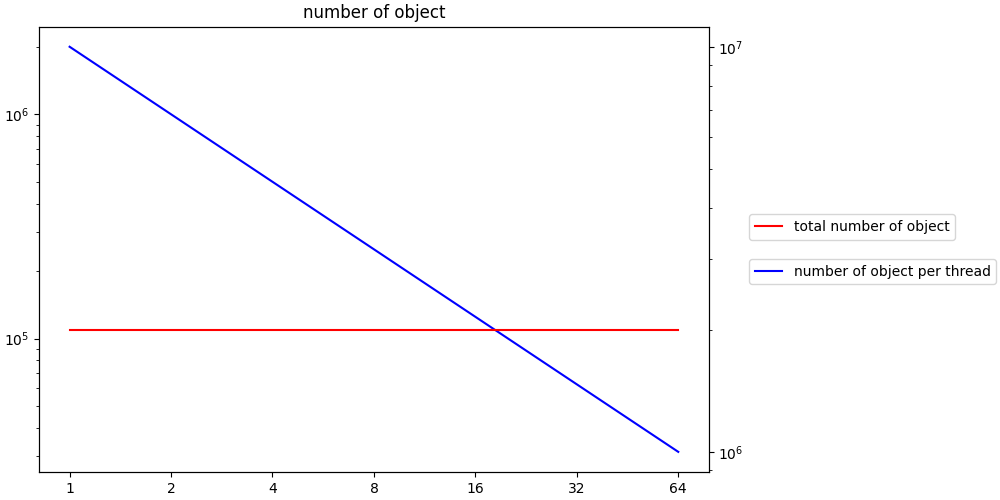 number of object
10^6
10^5
10^7
10^6
total number of object
number of object per thread
1 2 4 8 16 32 64